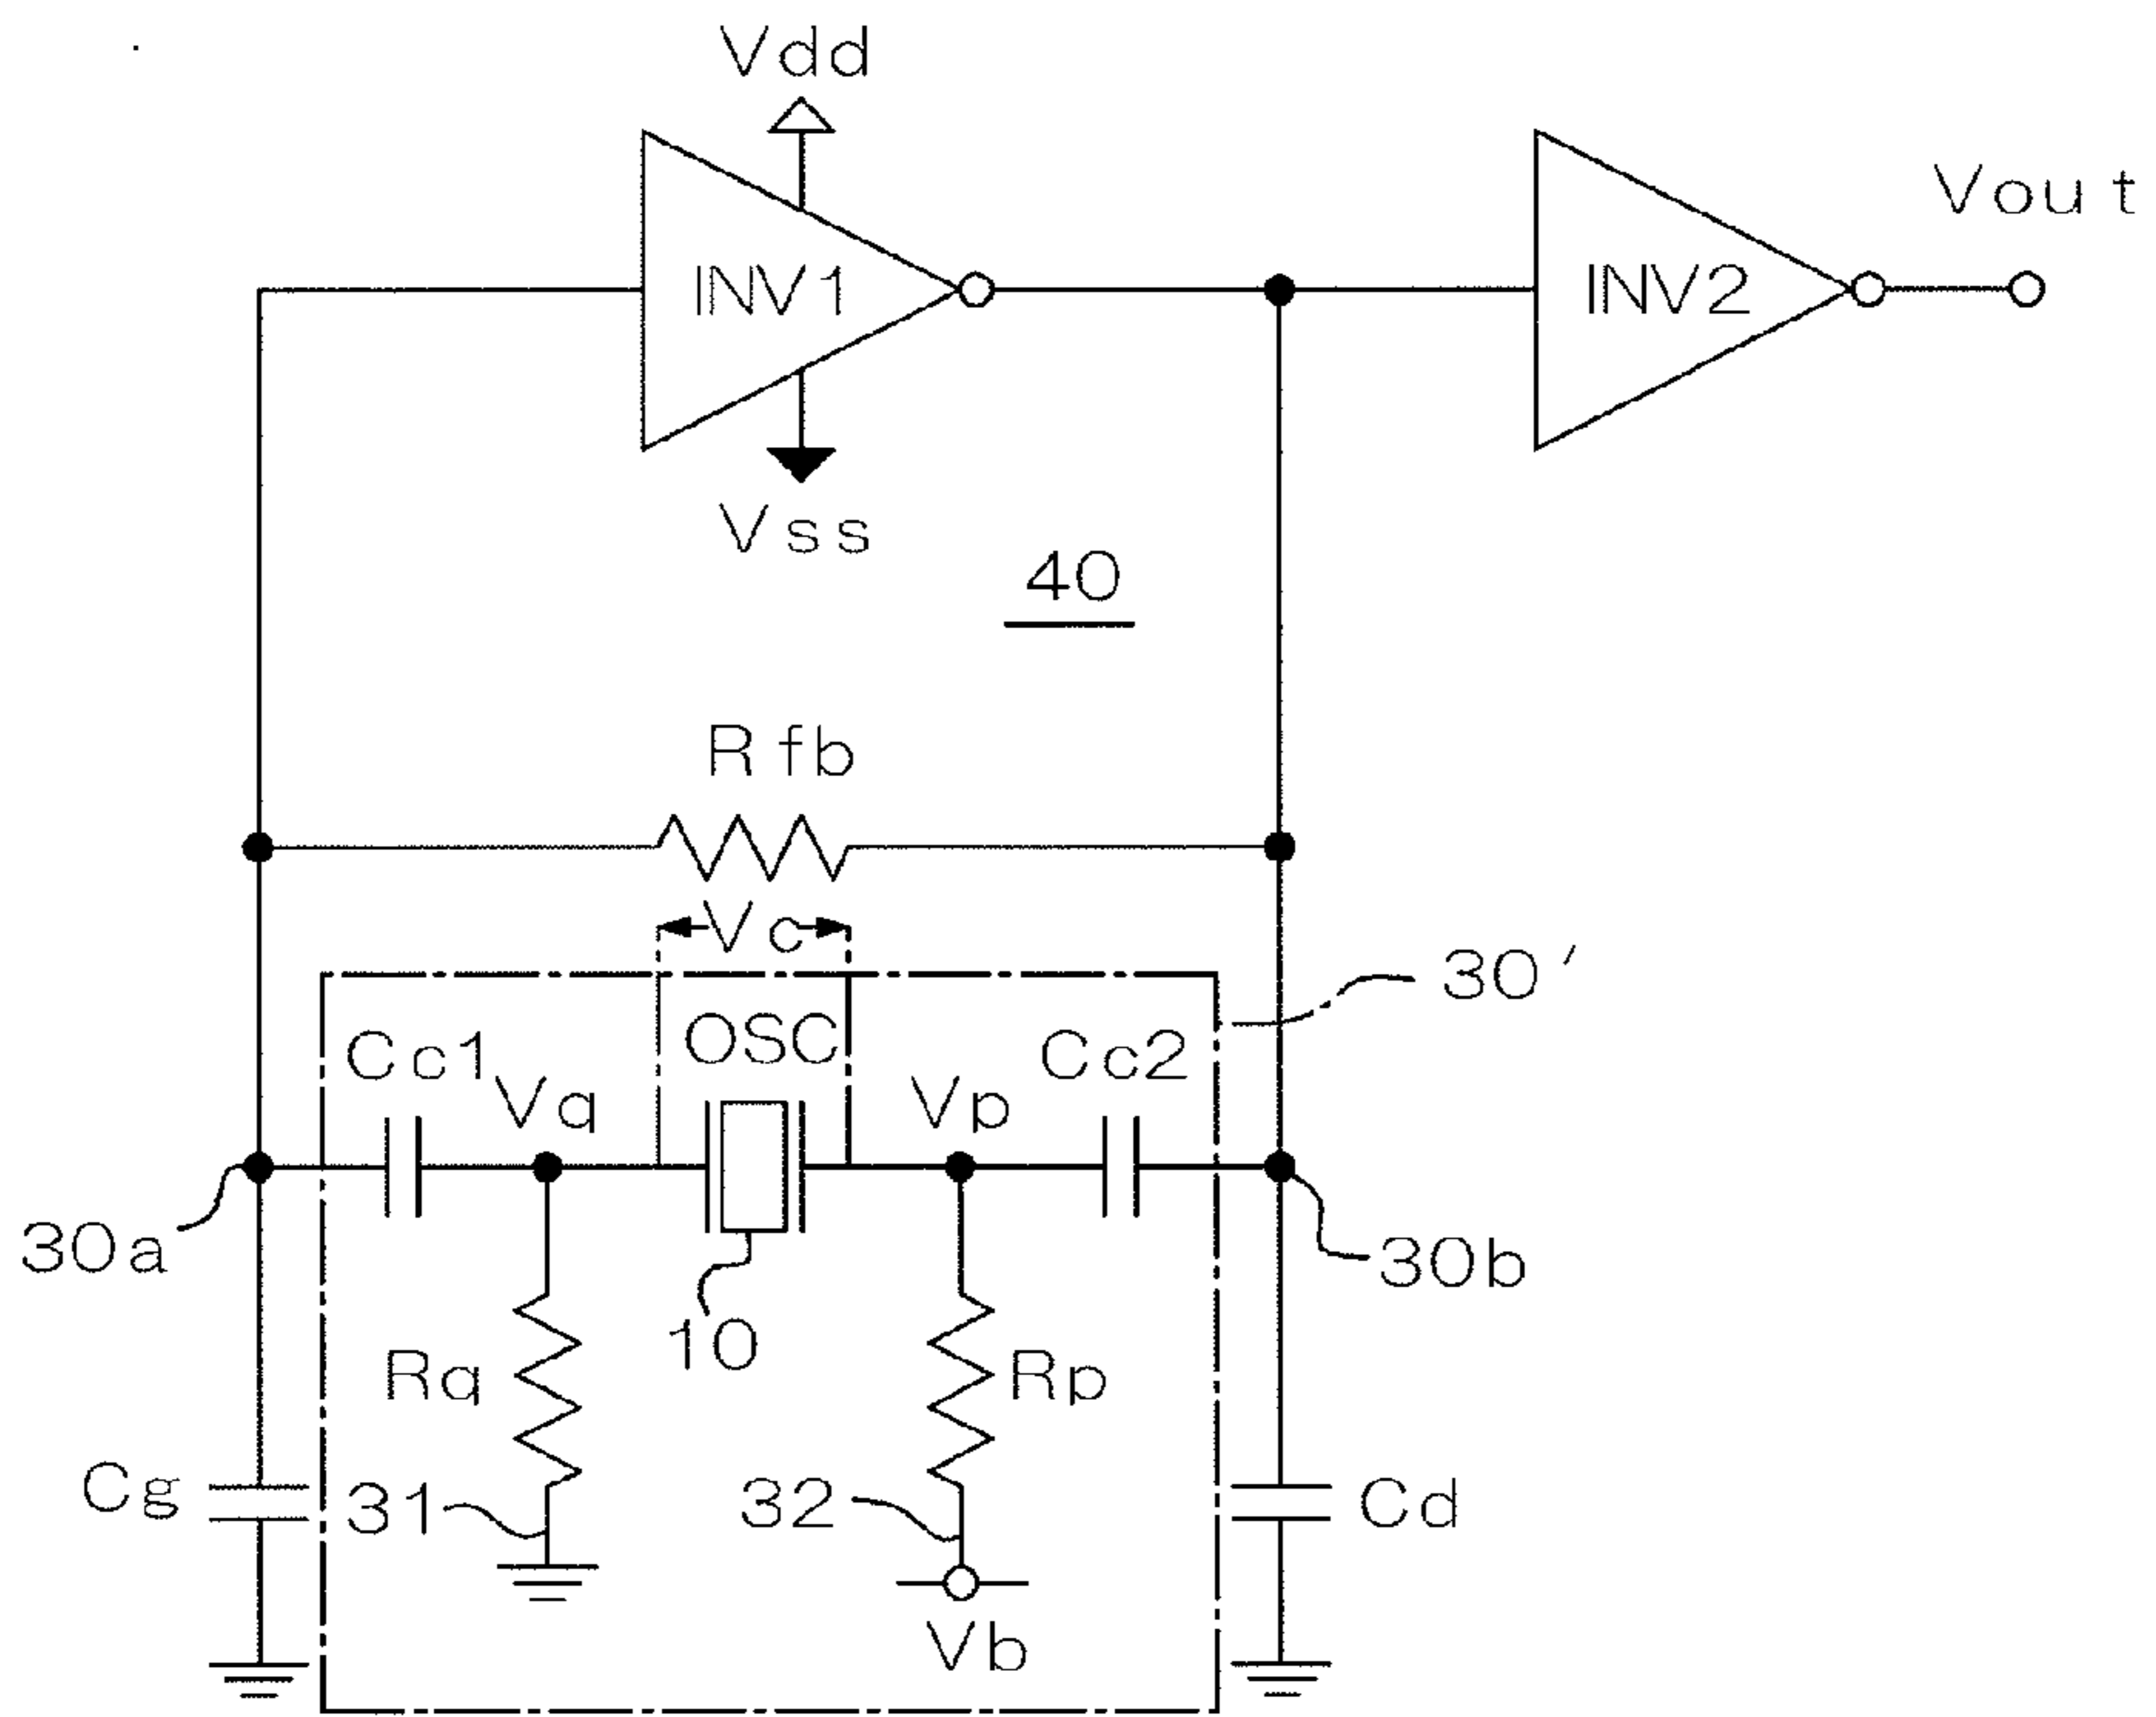 Vdd
Vout
INV1
INV2
Vss
40
Rfb
Vc
30'
Cc1
OSC
Cc2
Vq
Vp
30a
30b
10
Rq
Rp
Cg
31
32
Cd
Vb